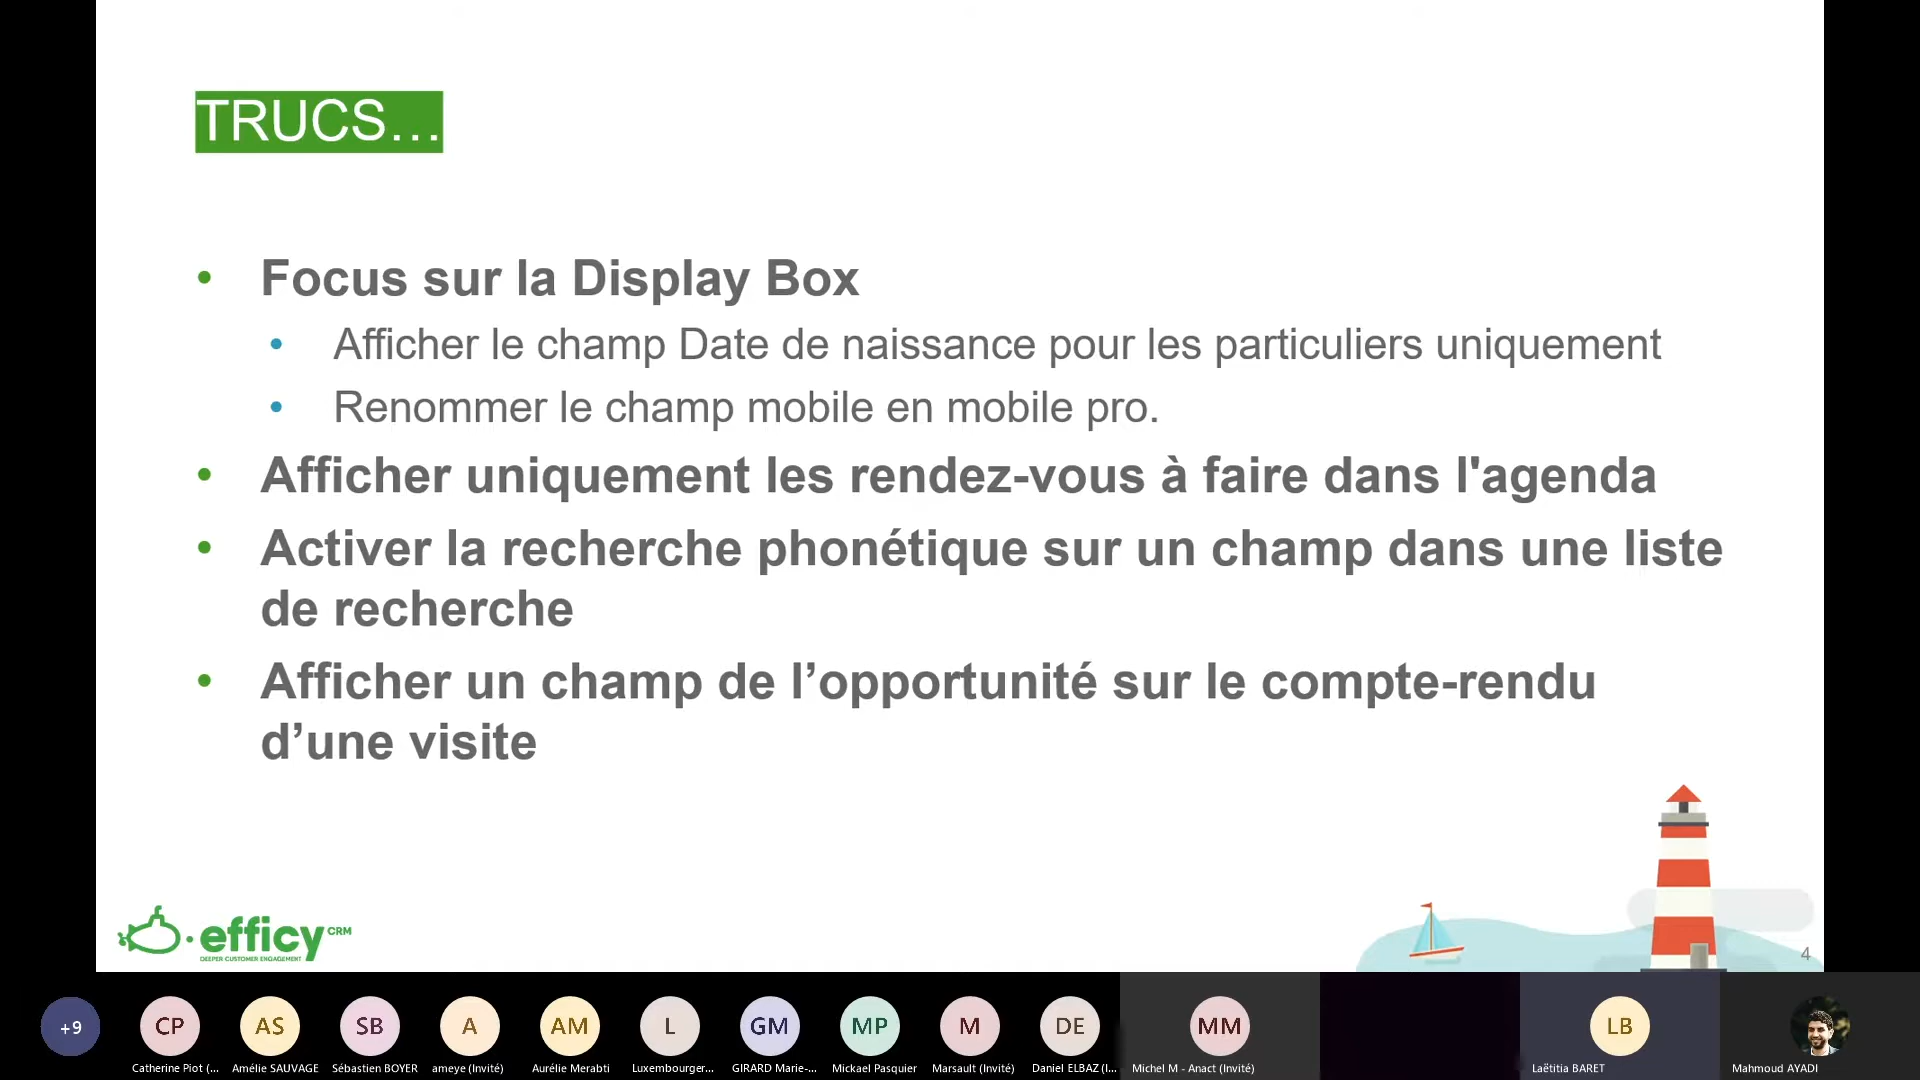 TRUCS…
• Focus sur la Display Box
• Afficher le champ Date de naissance pour les particuliers uniquement
• Renommer le champ mobile en mobile pro.
• Afficher uniquement les rendez-vous à faire dans l'agenda
• Activer la recherche phonétique sur un champ dans une liste
de recherche
• Afficher un champ de l’opportunité sur le compte-rendu
d’une visite
efficy CRM
DEEPER CUSTOMER ENGAGEMENT
4
+9 CP AS SB A AM L GM MP M DE MM LB
Catherine Piot (... Amélie SAUVAGE Sébastien BOYER ameye (Invité) Aurélie Merabti Luxembourger... GIRARD Marie-... Mickael Pasquier Marsault (Invité) Daniel ELBAZ (I... Michel M - Anact (Invité) Laëtitia BARET Mahmoud AYADI